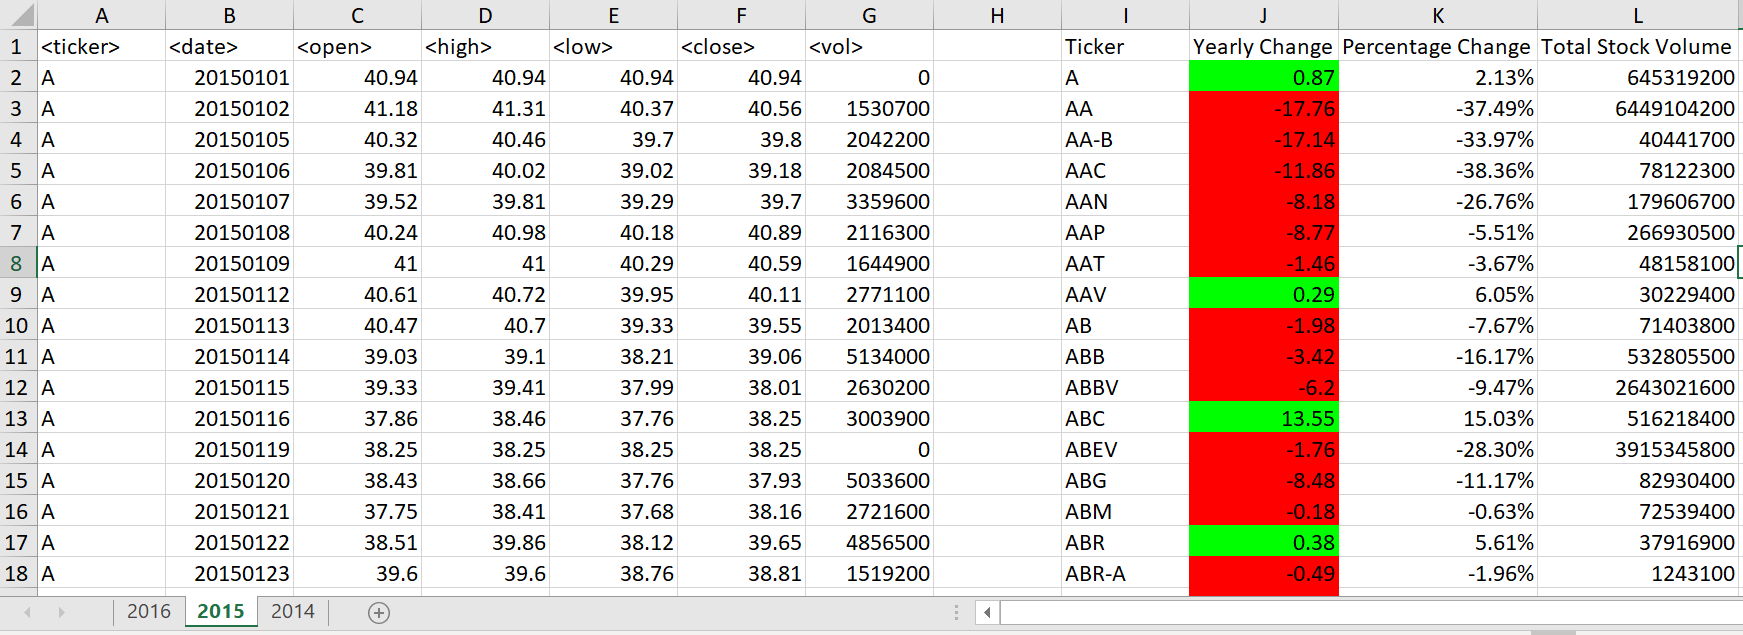 A B C D E F G H I J K L
1 <ticker> <date> <open> <high> <low> <close> <vol> Ticker Yearly Change Percentage Change Total Stock Volume
2 A 20150101 40.94 40.94 40.94 40.94 0 A 0.87 2.13% 645319200
3 A 20150102 41.18 41.31 40.37 40.56 1530700 AA -17.76 -37.49% 6449104200
4 A 20150105 40.32 40.46 39.7 39.8 2042200 AA-B -17.14 -33.97% 40441700
5 A 20150106 39.81 40.02 39.02 39.18 2084500 AAC -11.86 -38.36% 78122300
6 A 20150107 39.52 39.81 39.29 39.7 3359600 AAN -8.18 -26.76% 179606700
7 A 20150108 40.24 40.98 40.18 40.89 2116300 AAP -8.77 -5.51% 266930500
8 A 20150109 41 41 40.29 40.59 1644900 AAT -1.46 -3.67% 48158100
9 A 20150112 40.61 40.72 39.95 40.11 2771100 AAV 0.29 6.05% 30229400
10 A 20150113 40.47 40.7 39.33 39.55 2013400 AB -1.98 -7.67% 71403800
11 A 20150114 39.03 39.1 38.21 39.06 5134000 ABB -3.42 -16.17% 532805500
12 A 20150115 39.33 39.41 37.99 38.01 2630200 ABBV -6.2 -9.47% 2643021600
13 A 20150116 37.86 38.46 37.76 38.25 3003900 ABC 13.55 15.03% 516218400
14 A 20150119 38.25 38.25 38.25 38.25 0 ABEV -1.76 -28.30% 3915345800
15 A 20150120 38.43 38.66 37.76 37.93 5033600 ABG -8.48 -11.17% 82930400
16 A 20150121 37.75 38.41 37.68 38.16 2721600 ABM -0.18 -0.63% 72539400
17 A 20150122 38.51 39.86 38.12 39.65 4856500 ABR 0.38 5.61% 37916900
18 A 20150123 39.6 39.6 38.76 38.81 1519200 ABR-A -0.49 -1.96% 1243100
2016 2015 2014